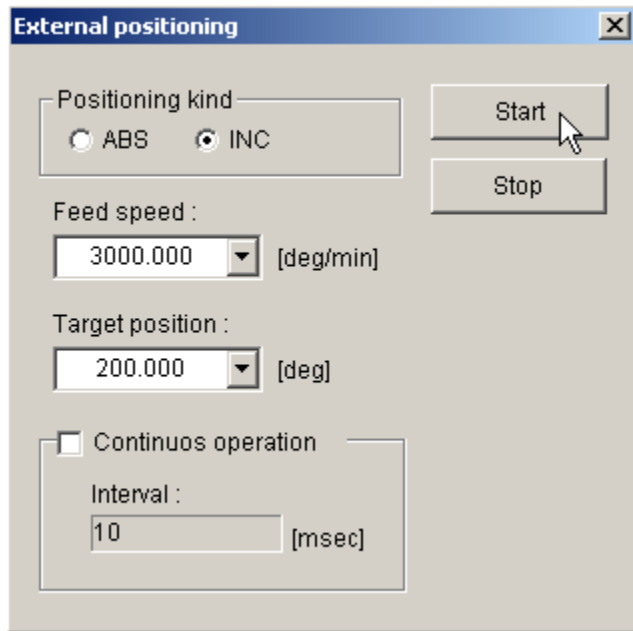 External positioning
Positioning kind
ABS INC
Start
Stop
Feed speed :
3000.000 [deg/min]
Target position :
200.000 [deg]
Continuos operation
Interval :
10 [msec]